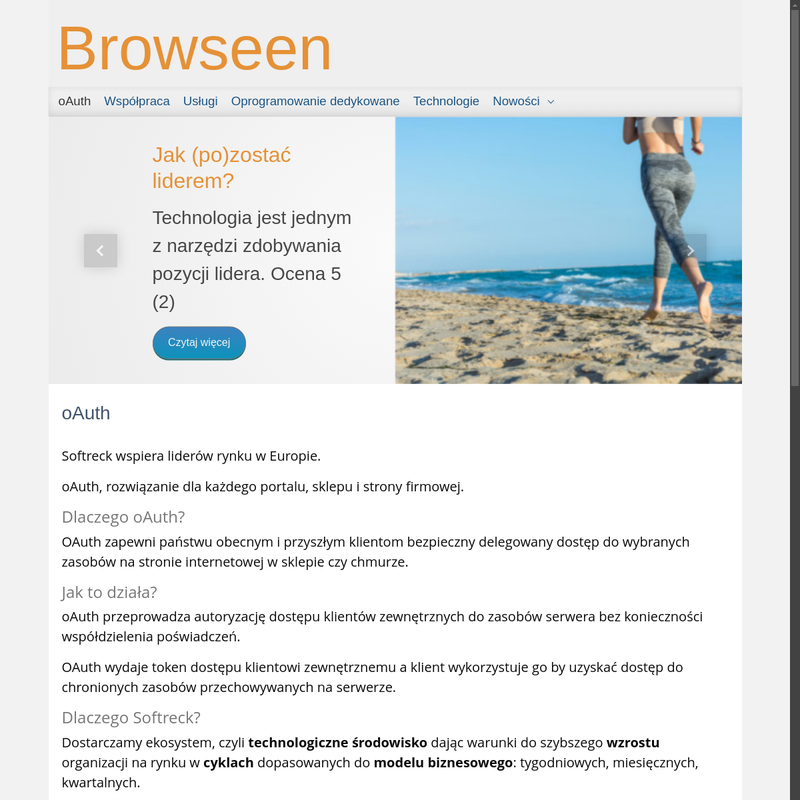 Browseen
oAuth Współpraca Usługi Oprogramowanie dedykowane Technologie Nowości
Jak (po)zostać
liderem?
Technologia jest jednym
z narzędzi zdobywania
pozycji lidera. Ocena 5
(2)
Czytaj więcej
oAuth
Softreck wspiera liderów rynku w Europie.
oAuth, rozwiązanie dla każdego portalu, sklepu i strony firmowej.
Dlaczego oAuth?
OAuth zapewni państwu obecnym i przyszłym klientom bezpieczny delegowany dostęp do wybranych
zasobów na stronie internetowej w sklepie czy chmurze.
Jak to działa?
oAuth przeprowadza autoryzację dostępu klientów zewnętrznych do zasobów serwera bez konieczności
współdzielenia poświadczeń.
OAuth wydaje token dostępu klientowi zewnętrznemu a klient wykorzystuje go by uzyskać dostęp do
chronionych zasobów przechowywanych na serwerze.
Dlaczego Softreck?
Dostarczamy ekosystem, czyli technologiczne środowisko dając warunki do szybszego wzrostu
organizacji na rynku w cyklach dopasowanych do modelu biznesowego: tygodniowych, miesięcznych,
kwartalnych.